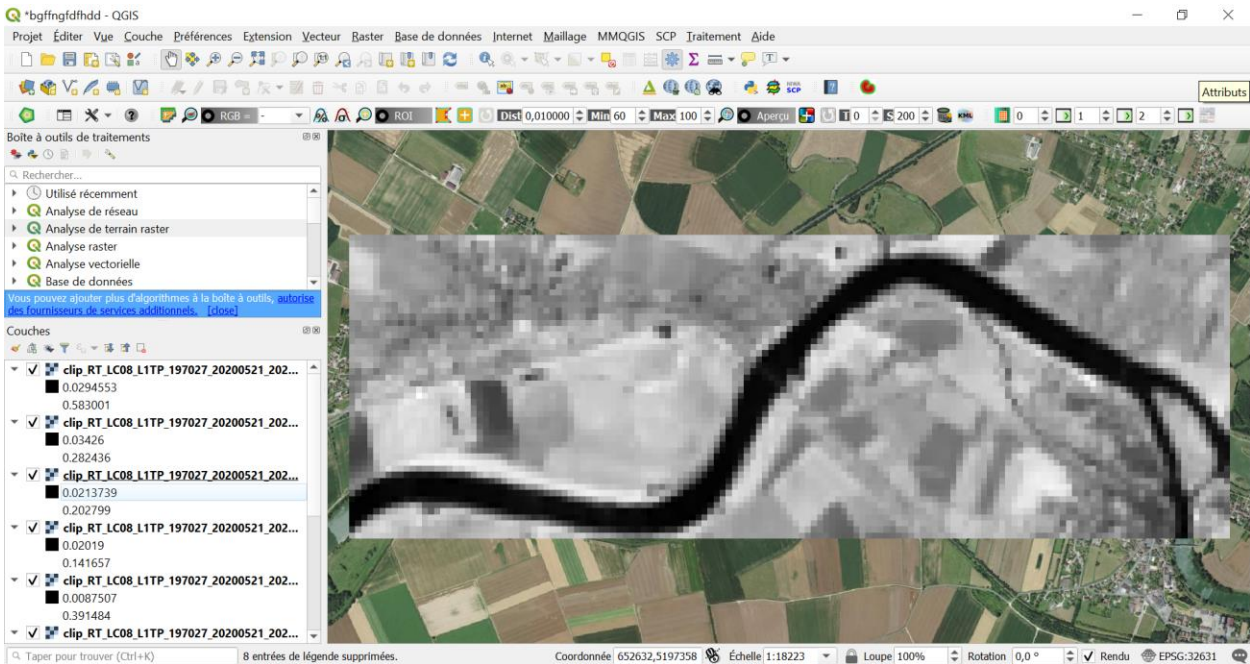 *bgffngfdfhdd - QGIS
Projet Éditer Vue Couche Préférences Extension Vecteur Raster Base de données Internet Maillage MMQGIS SCP Traitement Aide
Attributs
RGB = - ROI Dist 0,010000 Min 60 Max 100 Aperçu T 0 S 200 KML 0 1 2
Boîte à outils de traitements
Rechercher...
Utilisé récemment
Analyse de réseau
Analyse de terrain raster
Analyse raster
Analyse vectorielle
Base de données
Vous pouvez ajouter plus d'algorithmes à la boîte à outils, autorise
des fournisseurs de services additionnels. [close]
Couches
clip_RT_LC08_L1TP_197027_20200521_202...
0.0294553
0.583001
clip_RT_LC08_L1TP_197027_20200521_202...
0.03426
0.282436
clip_RT_LC08_L1TP_197027_20200521_202...
0.0213739
0.202799
clip_RT_LC08_L1TP_197027_20200521_202...
0.02019
0.141657
clip_RT_LC08_L1TP_197027_20200521_202...
0.0087507
0.391484
clip_RT_LC08_L1TP_197027_20200521_202...
Taper pour trouver (Ctrl+K) 8 entrées de légende supprimées. Coordonnée 652632,5197358 Échelle 1:18223 Loupe 100% Rotation 0,0 ° Rendu EPSG:32631